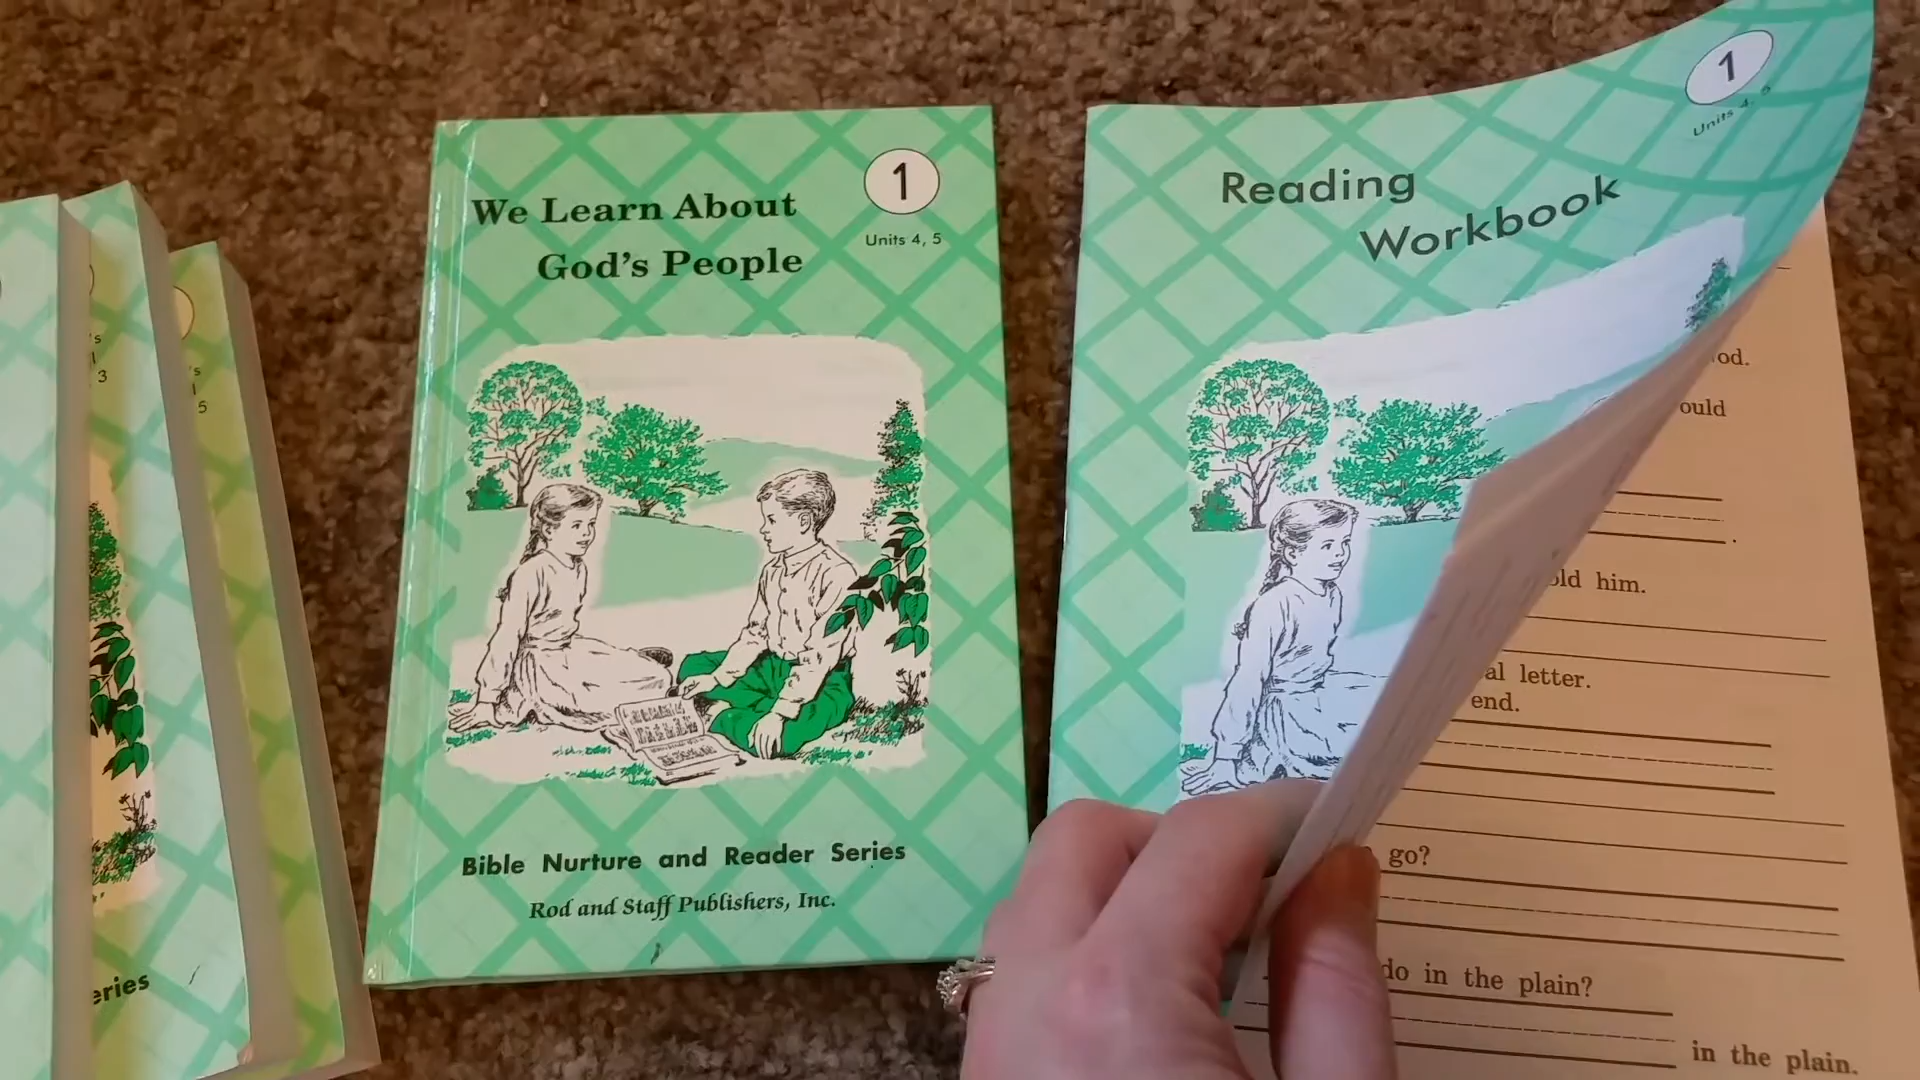 's
3
's
5
eries
We Learn About
God's People
1
Units 4, 5
Bible Nurture and Reader Series
Rod and Staff Publishers, Inc.
Reading
Workbook
1
Units 4, 5
od.
ould
old him.
al letter.
end.
go?
do in the plain?
in the plain.